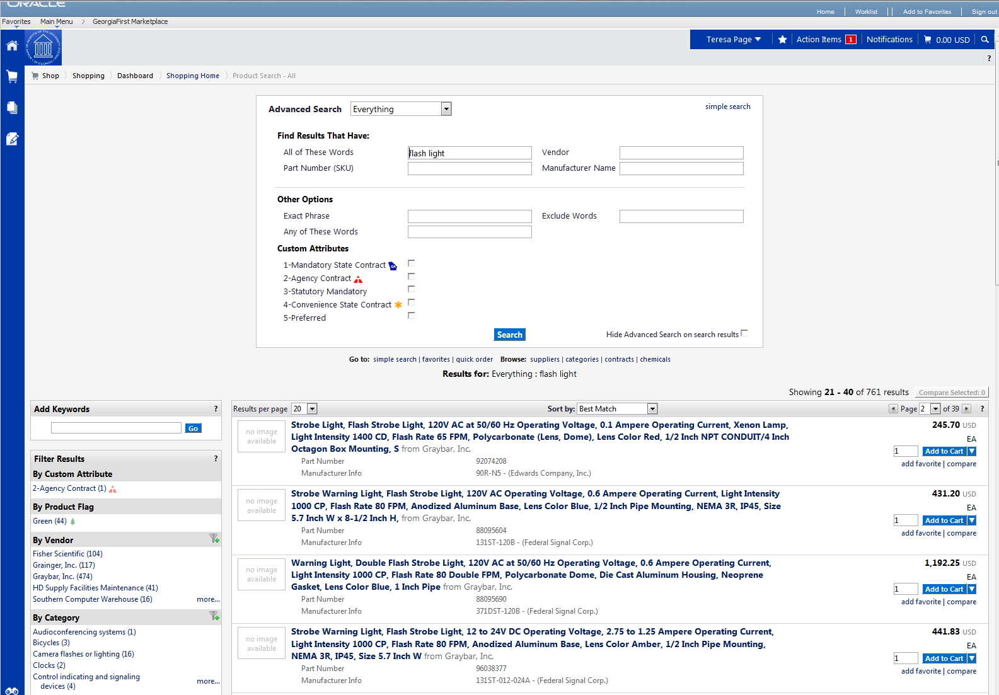 ORACLE
Home Worklist Add to Favorites Sign out
Favorites Main Menu > GeorgiaFirst Marketplace
Teresa Page Action Items 1 Notifications 0.00 USD
?
Shop Shopping Dashboard Shopping Home Product Search - All
Advanced Search Everything simple search
Find Results That Have:
All of These Words flash light Vendor
Part Number (SKU) Manufacturer Name
Other Options
Exact Phrase Exclude Words
Any of These Words
Custom Attributes
1-Mandatory State Contract GA
2-Agency Contract
3-Statutory Mandatory
4-Convenience State Contract
5-Preferred
Search Hide Advanced Search on search results
Go to: simple search | favorites | quick order Browse: suppliers | categories | contracts | chemicals
Results for: Everything : flash light
Showing 21 - 40 of 761 results Compare Selected: 0
Add Keywords ?
Go
Filter Results ?
By Custom Attribute
2-Agency Contract (1)
By Product Flag
Green (44)
By Vendor
Fisher Scientific (104)
Grainger, Inc. (117)
Graybar, Inc. (474)
HD Supply Facilities Maintenance (41)
Southern Computer Warehouse (16) more...
By Category
Audioconferencing systems (1)
Bicycles (3)
Camera flashes or lighting (16)
Clocks (2)
Control indicating and signaling
devices (4) more...
Results per page 20 Sort by: Best Match Page 2 of 39 ?
no image
available
Strobe Light, Flash Strobe Light, 120V AC at 50/60 Hz Operating Voltage, 0.1 Ampere Operating Current, Xenon Lamp,
Light Intensity 1400 CD, Flash Rate 65 FPM, Polycarbonate (Lens, Dome), Lens Color Red, 1/2 Inch NPT CONDUIT/4 Inch
Octagon Box Mounting, S from Graybar, Inc.
Part Number 92074208
Manufacturer Info 90R-N5 - (Edwards Company, Inc.)
245.70 USD
EA
1 Add to Cart
add favorite | compare
no image
available
Strobe Warning Light, Flash Strobe Light, 120V AC Operating Voltage, 0.6 Ampere Operating Current, Light Intensity
1000 CP, Flash Rate 80 FPM, Anodized Aluminum Base, Lens Color Blue, 1/2 Inch Pipe Mounting, NEMA 3R, IP45, Size
5.7 Inch W x 8-1/2 Inch H, from Graybar, Inc.
Part Number 88095604
Manufacturer Info 131ST-120B - (Federal Signal Corp.)
431.20 USD
EA
1 Add to Cart
add favorite | compare
no image
available
Warning Light, Double Flash Strobe Light, 120V AC at 50/60 Hz Operating Voltage, 0.6 Ampere Operating Current,
Light Intensity 1000 CP, Flash Rate 80 Double FPM, Polycarbonate Dome, Die Cast Aluminum Housing, Neoprene
Gasket, Lens Color Blue, 1 Inch Pipe from Graybar, Inc.
Part Number 88095690
Manufacturer Info 371DST-120B - (Federal Signal Corp.)
1,192.25 USD
EA
1 Add to Cart
add favorite | compare
no image
available
Strobe Warning Light, Flash Strobe Light, 12 to 24V DC Operating Voltage, 2.75 to 1.25 Ampere Operating Current,
Light Intensity 1000 CP, Flash Rate 80 FPM, Anodized Aluminum Base, Lens Color Amber, 1/2 Inch Pipe Mounting,
NEMA 3R, IP45, Size 5.7 Inch W from Graybar, Inc.
Part Number 96038377
Manufacturer Info 131ST-012-024A - (Federal Signal Corp.)
441.83 USD
EA
1 Add to Cart
add favorite | compare